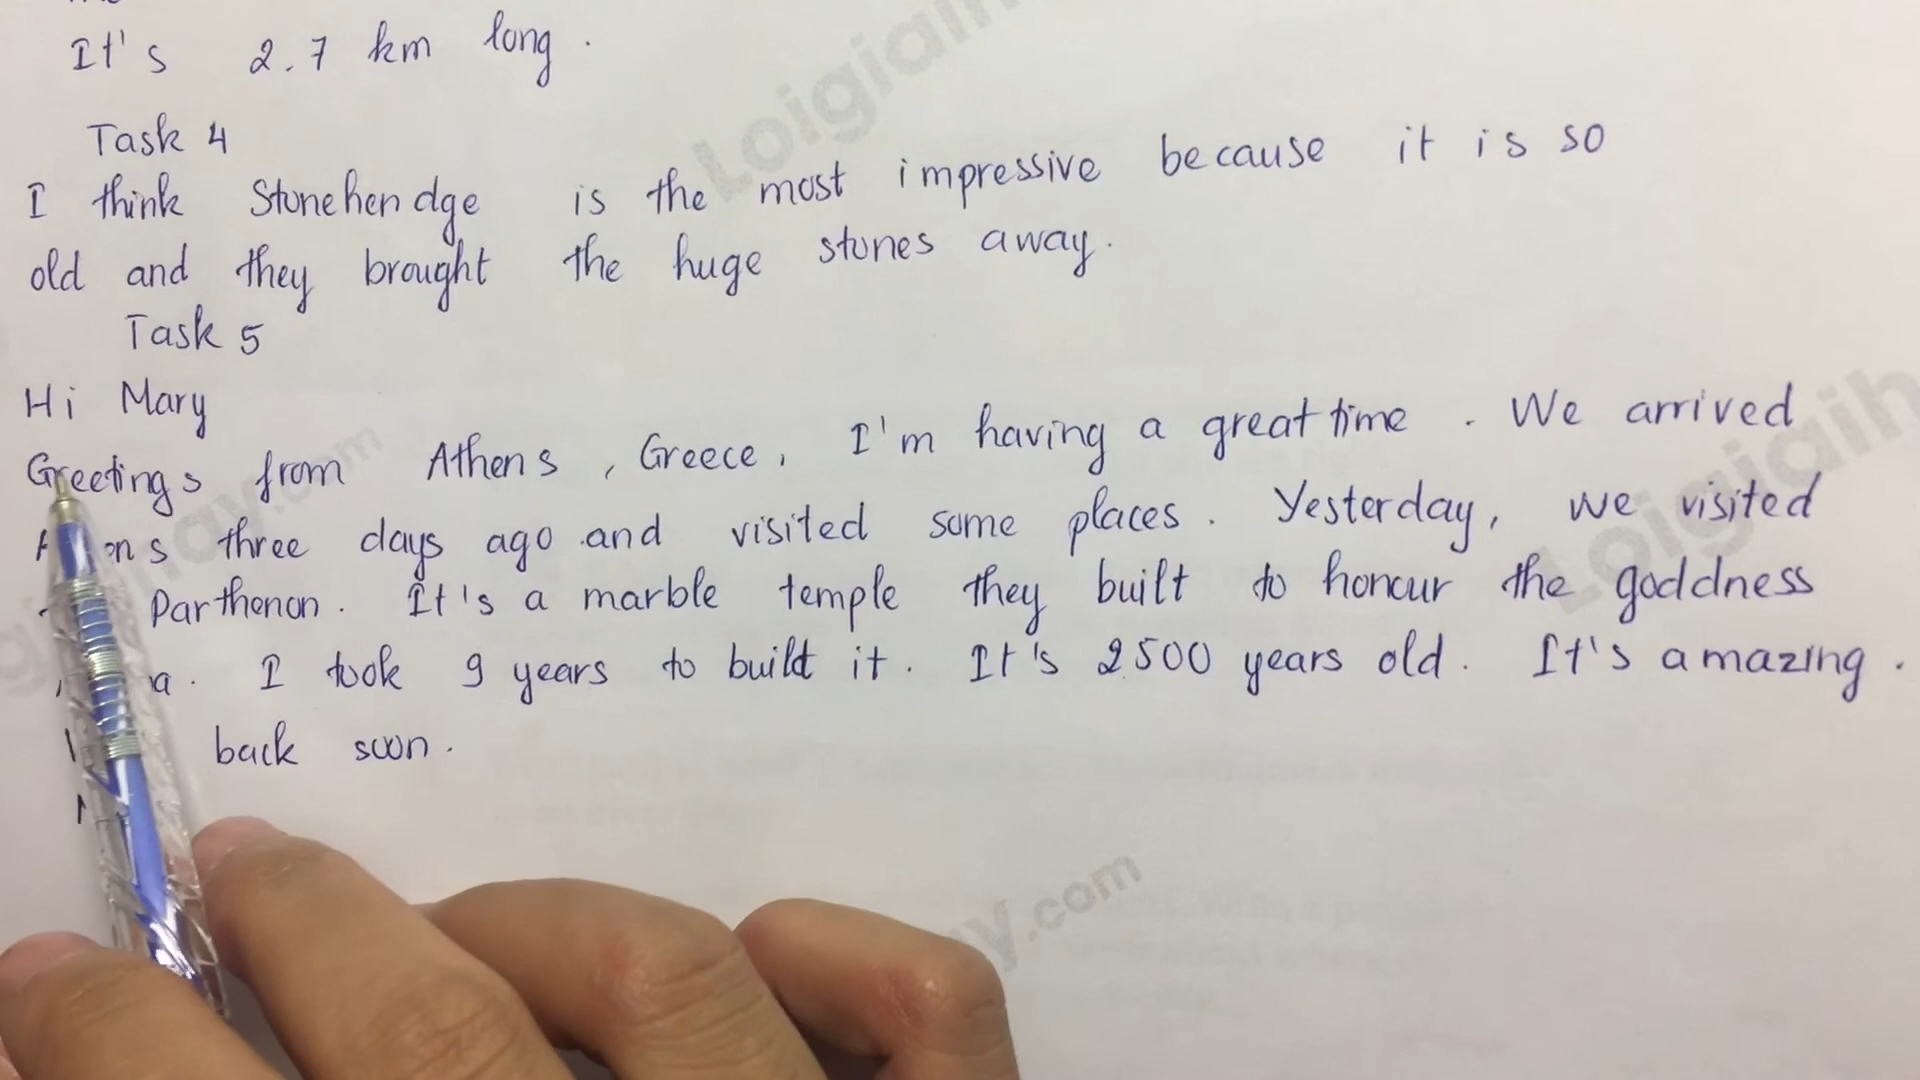 It's 2.7 km long.
Task 4
I think Stonehendge is the most impressive because it is so
old and they brought the huge stones away.
Task 5
Hi Mary
Greetings from Athens, Greece, I'm having a great time. We arrived
three days ago and visited some places. Yesterday, we visited
Parthenon. It's a marble temple they built to honour the goddness
I took 9 years to built it. It's 2500 years old. It's amazing.
back soon.